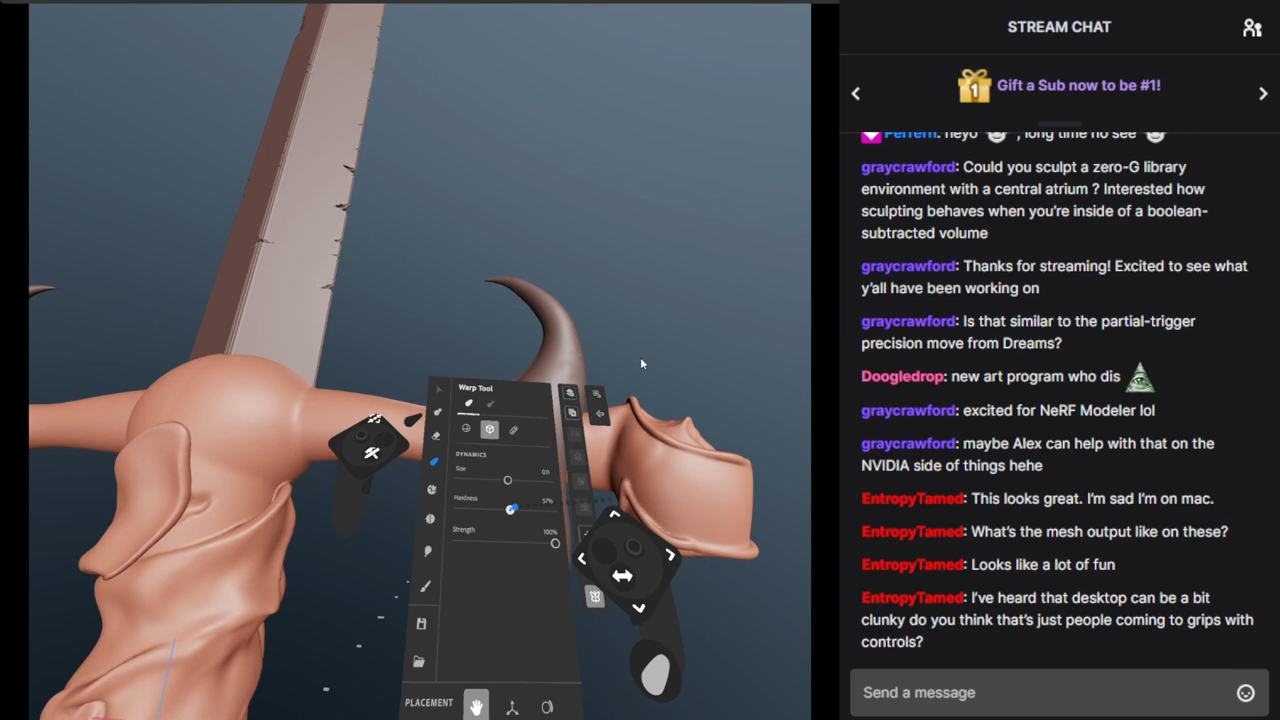 STREAM CHAT
1
Gift a Sub now to be #1!
Perrern: heyo , long time no see
graycrawford: Could you sculpt a zero-G library
environment with a central atrium ? Interested how
sculpting behaves when you're inside of a boolean-
subtracted volume
graycrawford: Thanks for streaming! Excited to see what
y'all have been working on
graycrawford: Is that similar to the partial-trigger
precision move from Dreams?
Doogledrop: new art program who dis
graycrawford: excited for NeRF Modeler lol
graycrawford: maybe Alex can help with that on the
NVIDIA side of things hehe
EntropyTamed: This looks great. I'm sad I'm on mac.
EntropyTamed: What's the mesh output like on these?
EntropyTamed: Looks like a lot of fun
EntropyTamed: I've heard that desktop can be a bit
clunky do you think that's just people coming to grips with
controls?
Send a message
Warp Tool
DYNAMICS
Size 0.11
Hardness 57%
Strength 100%
PLACEMENT